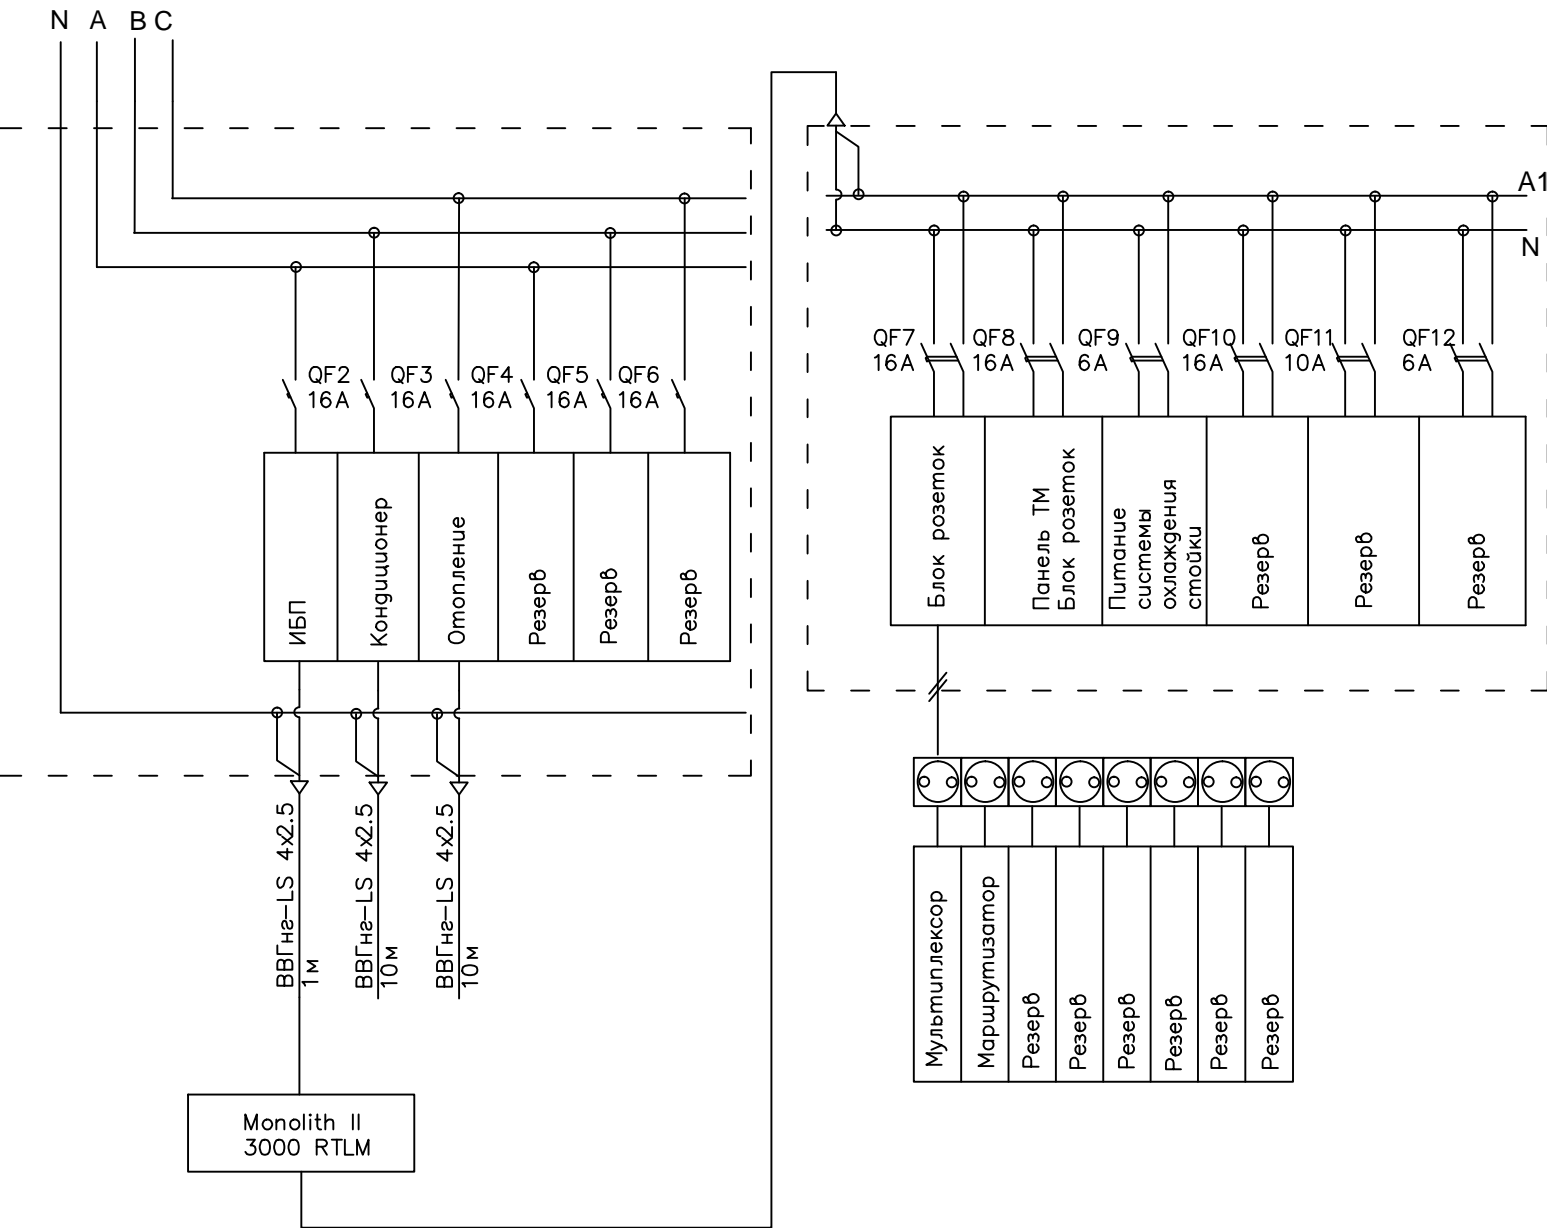 N A B C
A1
N
QF2
16A
QF3
16A
QF4
16A
QF5
16A
QF6
16A
QF7
16A
QF8
16A
QF9
6A
QF10
16A
QF11
10A
QF12
6A
ИБП
Кондиционер
Отопление
Резерв
Резерв
Резерв
Блок розеток
Панель ТМ
Блок розеток
Питание
системы
охлаждения
стойки
Резерв
Резерв
Резерв
ВВГнг-LS 4x2.5
1м
ВВГнг-LS 4x2.5
10м
ВВГнг-LS 4x2.5
10м
Мультиплексор
Маршрутизатор
Резерв
Резерв
Резерв
Резерв
Резерв
Резерв
Monolith II
3000 RTLM